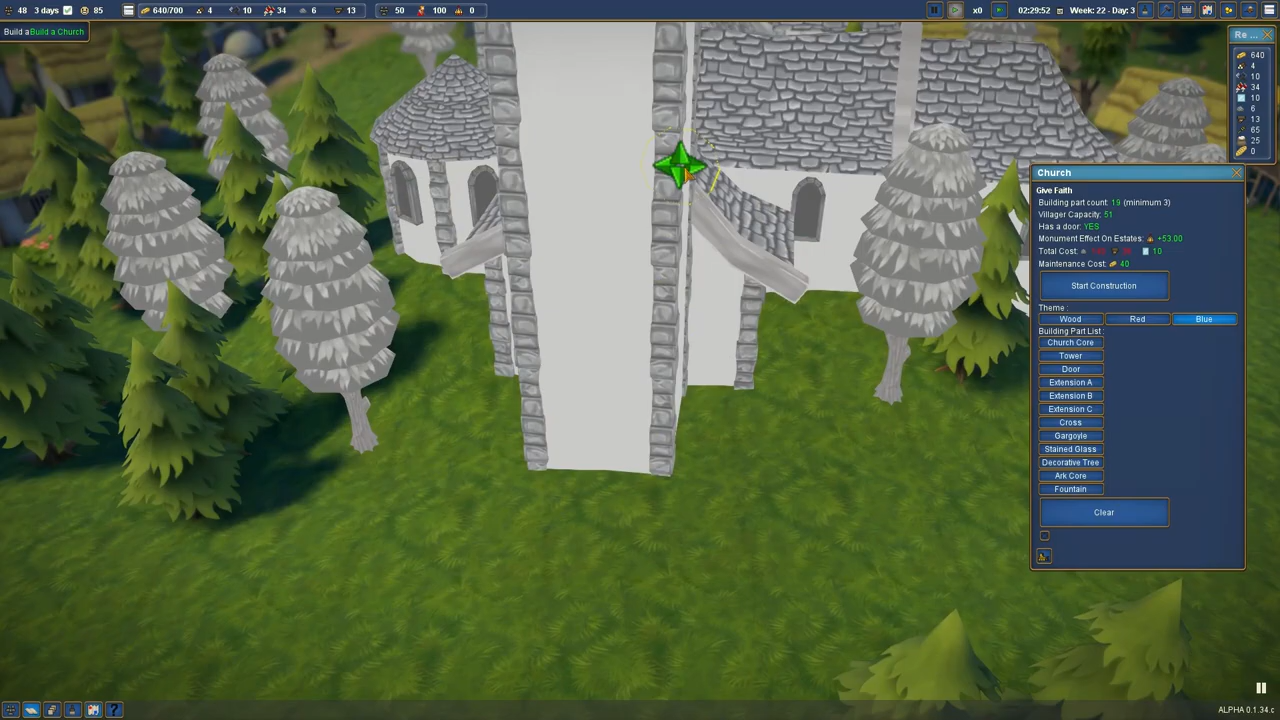 48 3 days 85 640/700 4 10 34 6 13 50 100 0 x0 02:29:52 Week: 22 - Day: 3
Build aBuild a Church
Re ...
640
4
10
34
10
6
13
65
25
0
Church
Give Faith
Building part count: 19 (minimum 3)
Villager Capacity: 51
Has a door: YES
Monument Effect On Estates: +53.00
Total Cost: 10
Maintenance Cost: 40
Start Construction
Theme :
Wood Red Blue
Building Part List :
Church Core
Tower
Door
Extension A
Extension B
Extension C
Cross
Gargoyle
Stained Glass
Decorative Tree
Ark Core
Fountain
Clear
?
ALPHA 0.1.34.c